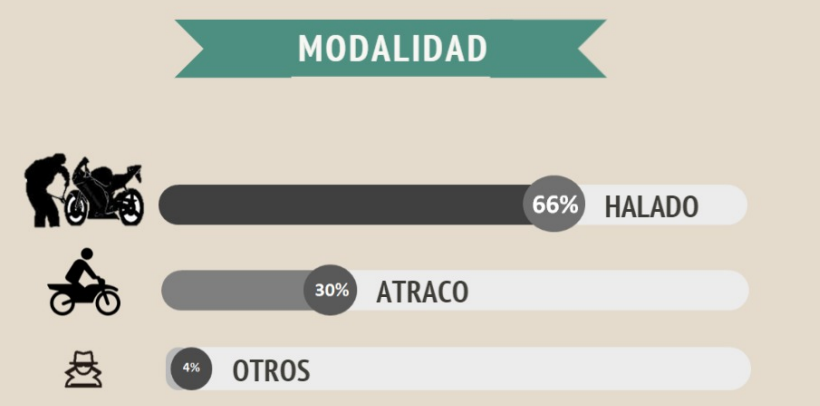 MODALIDAD
66% HALADO
30% ATRACO
4% OTROS